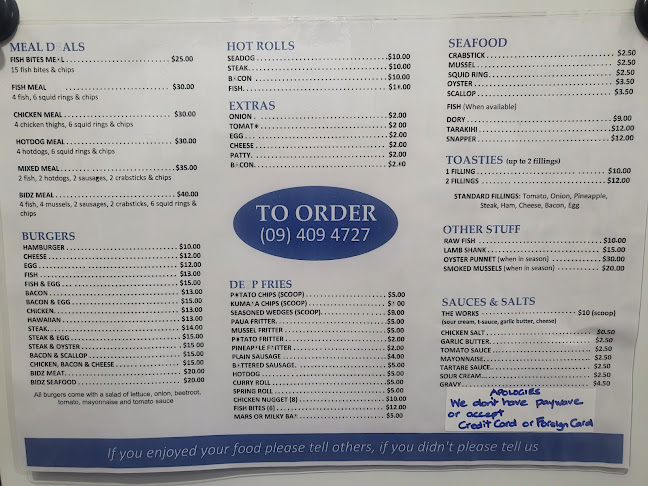 MEAL D ALS
FISH BITES ME L $25.00
15 fish bites & chips
FISH MEAL $30.00
4 fish, 6 squid rings & chips
CHICKEN MEAL $30.00
4 chicken thighs, 6 squid rings & chips
HOTDOG MEAL $30.00
4 hotdogs, 6 squid rings & chips
MIXED MEAL $35.00
2 fish, 2 hotdogs, 2 sausages, 2 crabsticks & chips
BIDZ MEAL $40.00
4 fish, 4 mussels, 2 sausages, 2 crabsticks, 6 squid rings &
chips
BURGERS
HAMBURGER $10.00
CHEESE $12.00
EGG $12.00
FISH $13.00
FISH & EGG $15.00
BACON $13.00
BACON & EGG $15.00
CHICKEN $13.00
HAWAIIAN $13.00
STEAK $14.00
STEAK & EGG $15.00
STEAK & OYSTER $15.00
BACON & SCALLOP $15.00
CHICKEN, BACON & CHEESE $15.00
BIDZ MEAT $20.00
BIDZ SEAFOOD $20.00
All burgers come with a salad of lettuce, onion, beetroot,
tomato, mayonnaise and tomato sauce
HOT ROLLS
SEADOG $10.00
STEAK $10.00
B CON $10.00
FISH
EXTRAS
ONION $2.00
TOMAT $2.00
EGG $2.00
CHEESE $2.00
PATTY $2.00
B CON
TO ORDER
(09) 409 4727
DE P FRIES
P TATO CHIPS (SCOOP) $5.00
KUMA A CHIPS (SCOOP)
SEASONED WEDGES (SCOOP) $9.00
PAUA FRITTER $5.00
MUSSEL FRITTER $5.00
P TATO FRITTER $2.00
PINEAPPLE FRITTER $2.00
PLAIN SAUSAGE $4.00
B TTERED SAUSAGE $5.00
HOTDOG $5.00
CURRY ROLL $5.00
SPRING ROLL $5.00
CHICKEN NUGGET (8) $10.00
FISH BITES (6) $12.00
MARS OR MILKY BA $5.00
SEAFOOD
CRABSTICK $2.50
MUSSEL $2.50
SQUID RING $2.50
OYSTER $3.50
SCALLOP $3.50
FISH (When available)
DORY $9.00
TARAKIHI $12.00
SNAPPER $12.00
TOASTIES (up to 2 fillings)
1 FILLING $10.00
2 FILLINGS $12.00
STANDARD FILLINGS: Tomato, Onion, Pineapple,
Steak, Ham, Cheese, Bacon, Egg
OTHER STUFF
RAW FISH $10.00
LAMB SHANK $15.00
OYSTER PUNNET (when in season) $30.00
SMOKED MUSSELS (when in season) $20.00
SAUCES & SALTS
THE WORKS $10 (scoop)
(sour cream, t-sauce, garlic butter, cheese)
CHICKEN SALT $0.50
GARLIC BUTTER $2.50
TOMATO SAUCE $2.50
MAYONNAISE $2.50
TARTARE SAUCE $2.50
SOUR CREAM $2.50
GRAVY $4.50
APOLOGIES
We don't have paywave
or accept
Credit Card or Foreign Card
If you enjoyed your food please tell others, if you didn't please tell us